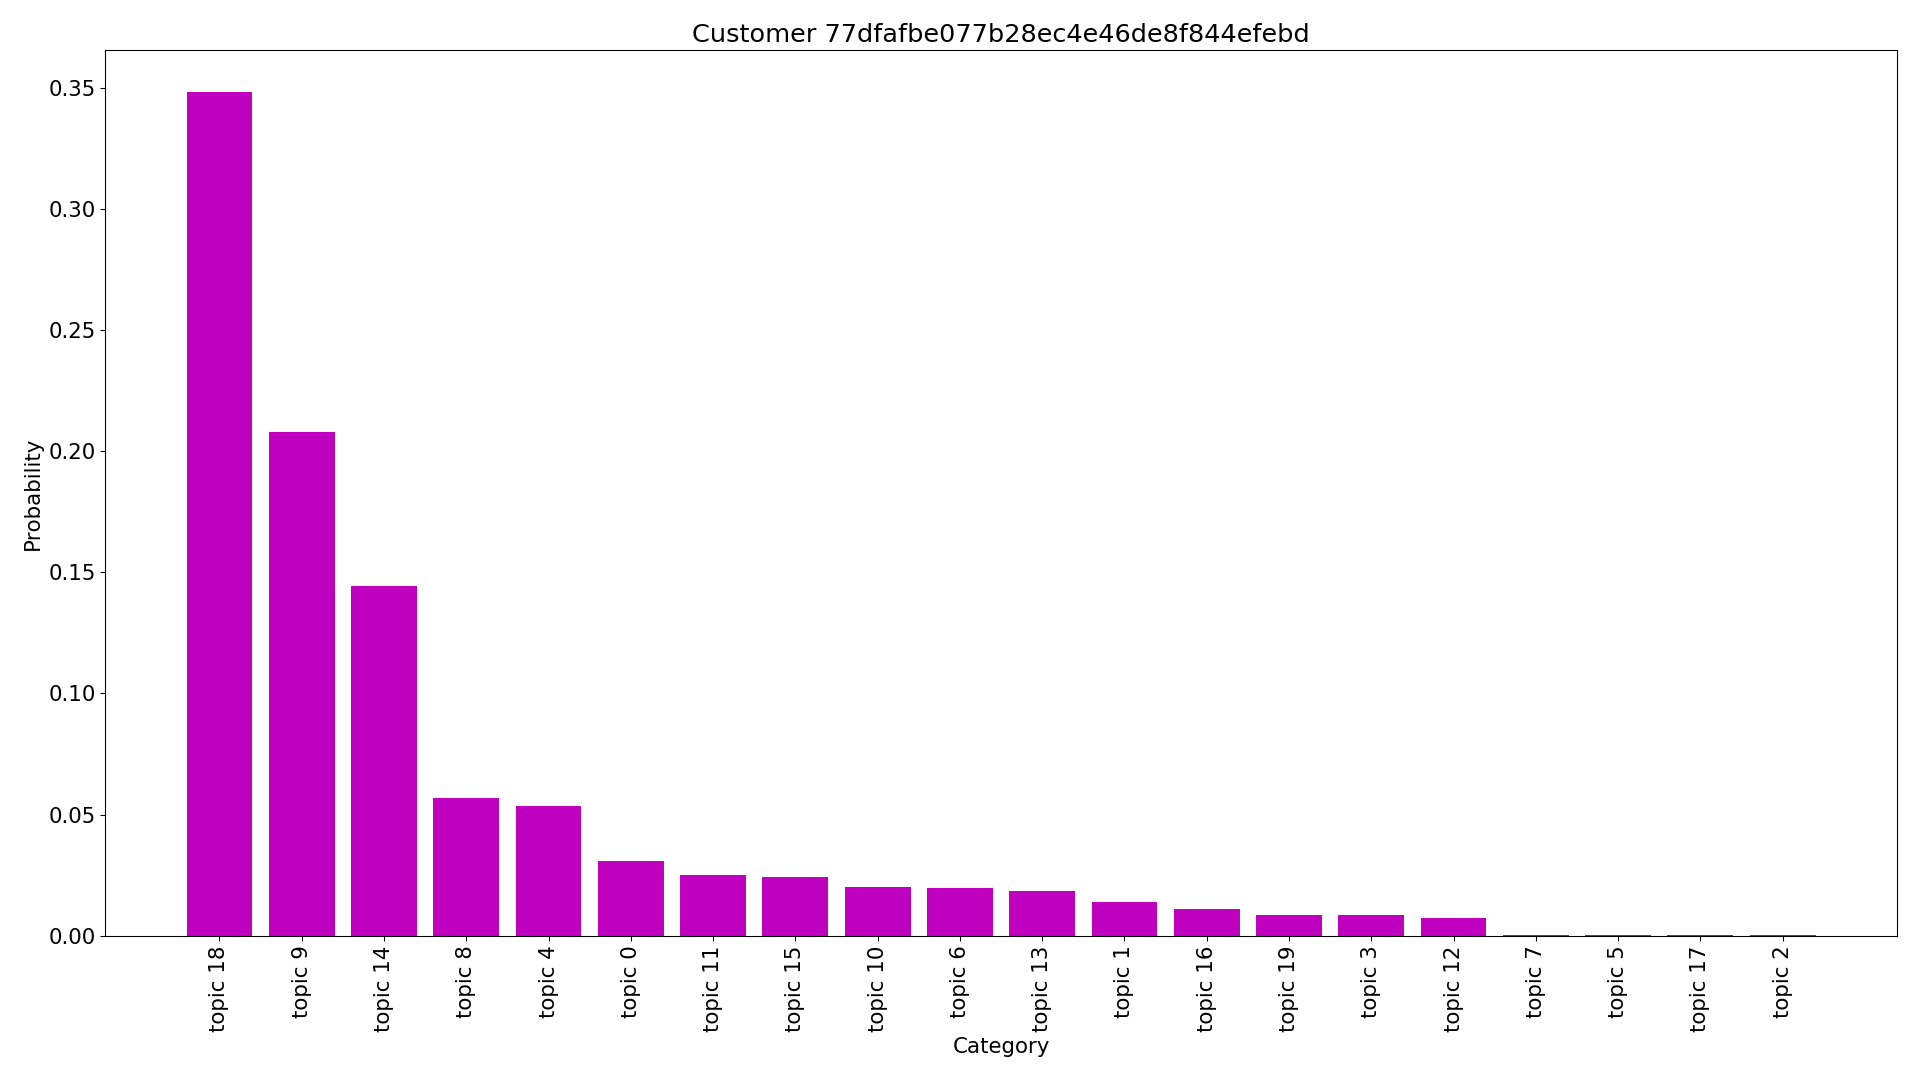 Customer 77dfafbe077b28ec4e46de8f844efebd
Probability
0.35
0.30
0.25
0.20
0.15
0.10
0.05
0.00
topic 18
topic 9
topic 14
topic 8
topic 4
topic 0
topic 11
topic 15
topic 10
topic 6
topic 13
topic 1
topic 16
topic 19
topic 3
topic 12
topic 7
topic 5
topic 17
topic 2
Category